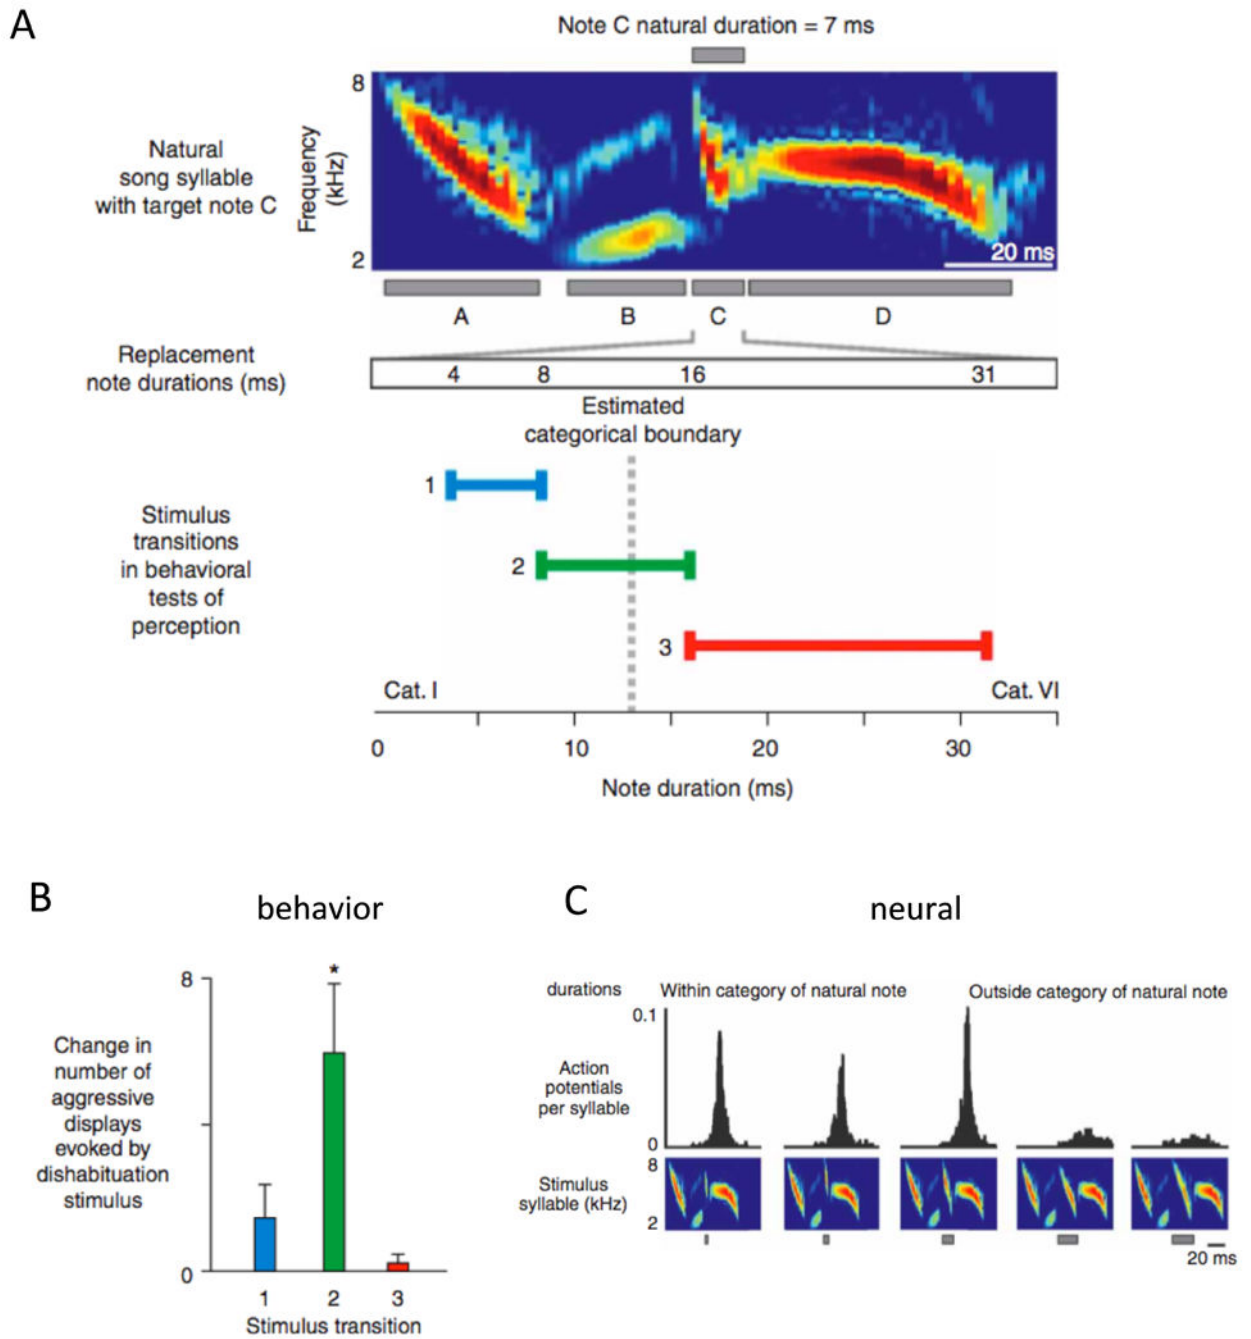 A
Note C natural duration = 7 ms
8
Frequency
(kHz)
2
Natural
song syllable
with target note C
20 ms
A B C D
Replacement
note durations (ms)
4 8 16 31
Estimated
categorical boundary
1
2
3
Stimulus
transitions
in behavioral
tests of
perception
Cat. I Cat. VI
0 10 20 30
Note duration (ms)
B behavior
8
*
Change in
number of
aggressive
displays
evoked by
dishabituation
stimulus
0
1 2 3
Stimulus transition
C neural
durations Within category of natural note Outside category of natural note
0.1
Action
potentials
per syllable
0
8
Stimulus
syllable (kHz)
2
20 ms